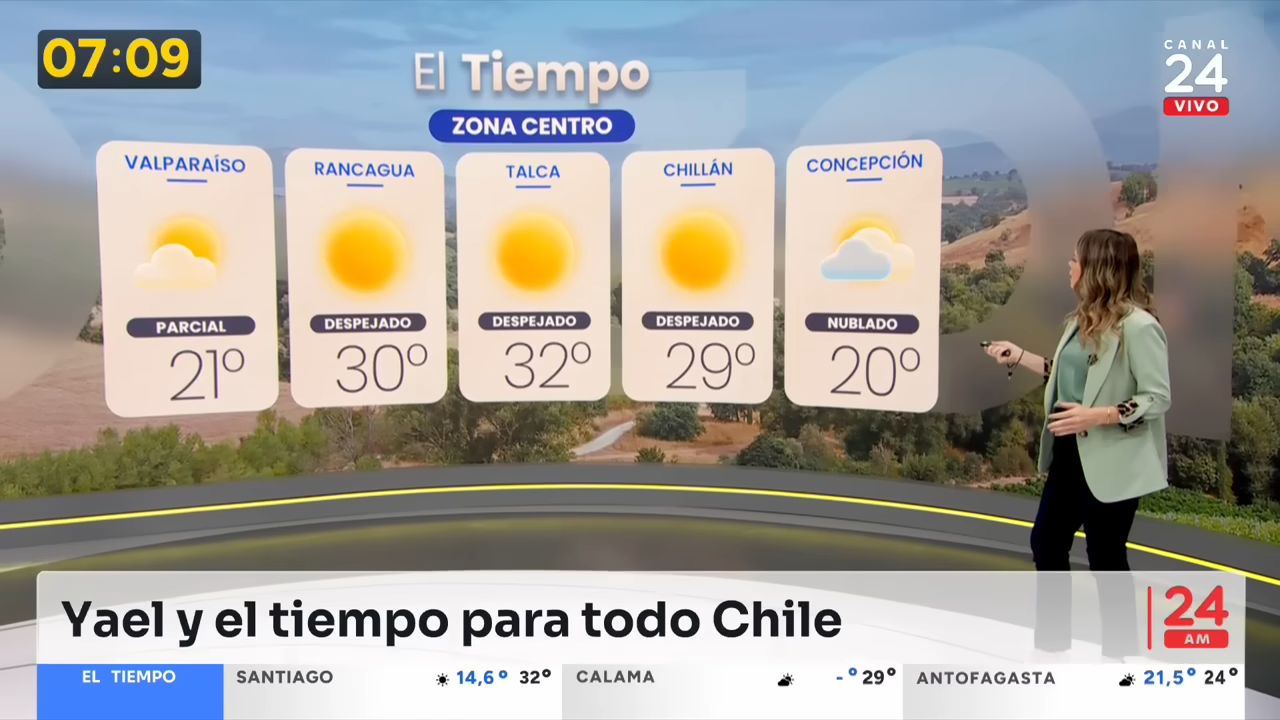 07:09
CANAL
24
VIVO
El Tiempo
ZONA CENTRO
VALPARAÍSO
PARCIAL
21°
RANCAGUA
DESPEJADO
30°
TALCA
DESPEJADO
32°
CHILLÁN
DESPEJADO
29°
CONCEPCIÓN
NUBLADO
20°
Yael y el tiempo para todo Chile
24
AM
EL TIEMPO
SANTIAGO 14,6° 32°
CALAMA -° 29°
ANTOFAGASTA 21,5° 24°